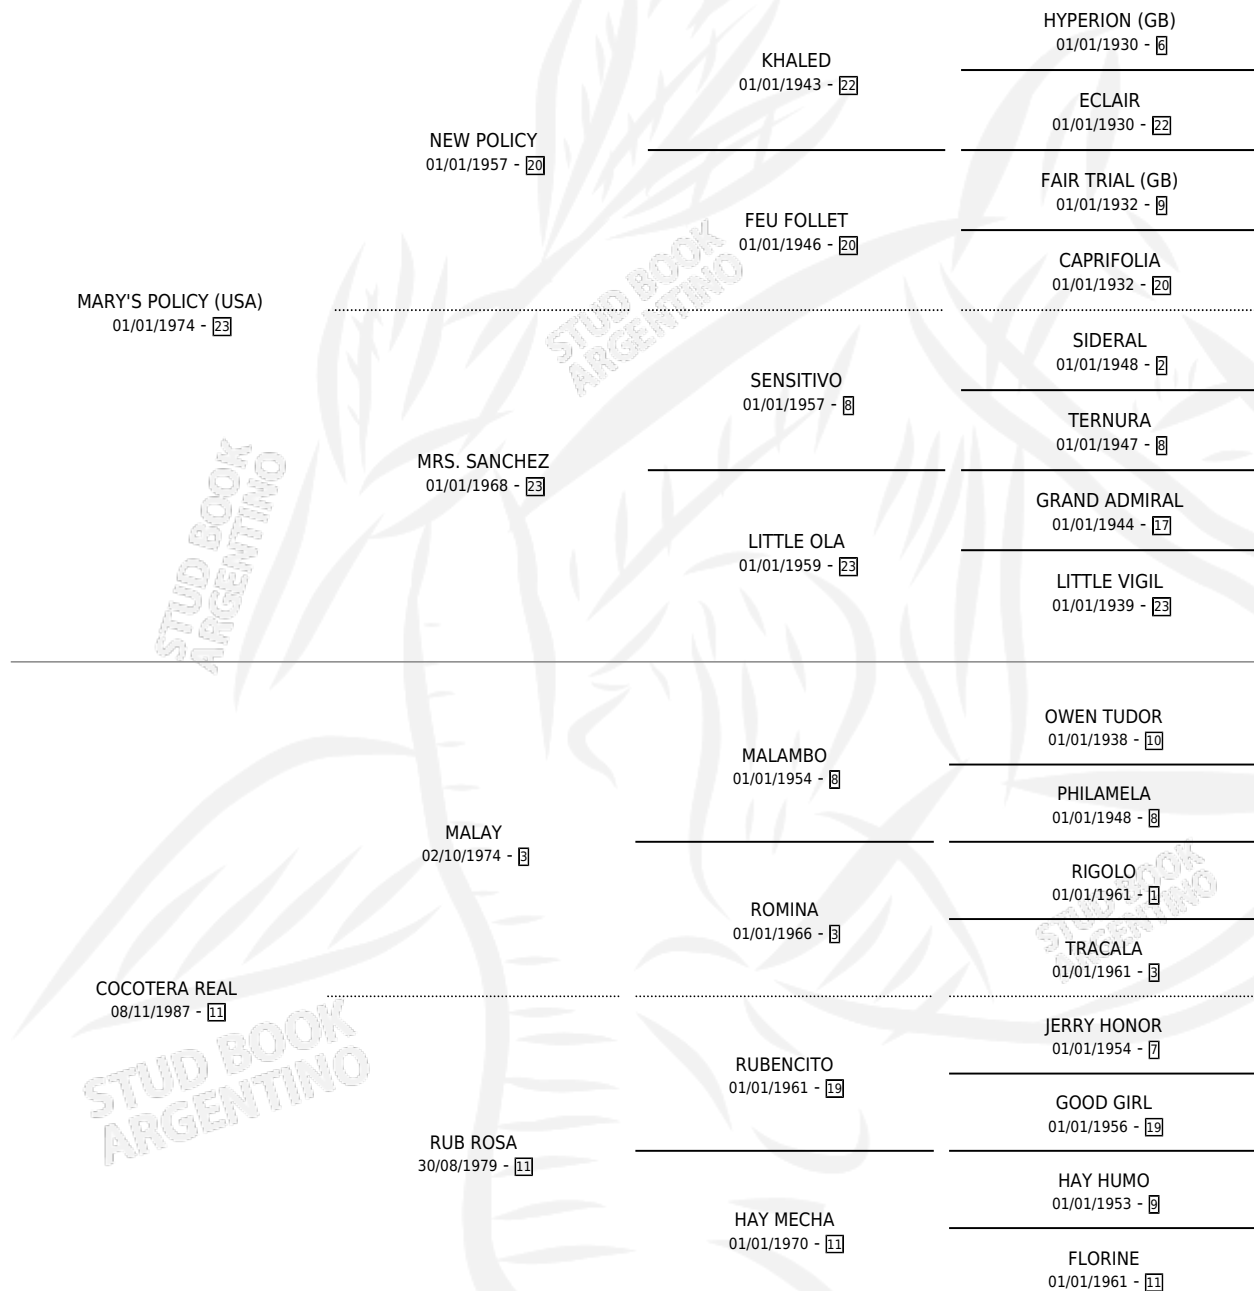 HYPERION (GB)
01/01/1930 - 6
KHALED
01/01/1943 - 22
ECLAIR
01/01/1930 - 22
NEW POLICY
01/01/1957 - 20
FAIR TRIAL (GB)
01/01/1932 - 9
FEU FOLLET
01/01/1946 - 20
CAPRIFOLIA
01/01/1932 - 20
MARY'S POLICY (USA)
01/01/1974 - 23
SIDERAL
01/01/1948 - 2
SENSITIVO
01/01/1957 - 8
TERNURA
01/01/1947 - 8
MRS. SANCHEZ
01/01/1968 - 23
GRAND ADMIRAL
01/01/1944 - 17
LITTLE OLA
01/01/1959 - 23
LITTLE VIGIL
01/01/1939 - 23
OWEN TUDOR
01/01/1938 - 10
MALAMBO
01/01/1954 - 8
PHILAMELA
01/01/1948 - 8
MALAY
02/10/1974 - 3
RIGOLO
01/01/1961 - 1
ROMINA
01/01/1966 - 3
TRACALA
01/01/1961 - 3
COCOTERA REAL
08/11/1987 - 11
JERRY HONOR
01/01/1954 - 7
RUBENCITO
01/01/1961 - 19
GOOD GIRL
01/01/1956 - 19
RUB ROSA
30/08/1979 - 11
HAY HUMO
01/01/1953 - 9
HAY MECHA
01/01/1970 - 11
FLORINE
01/01/1961 - 11
STUD BOOK
ARGENTINO
STUD BOOK
ARGENTINO
STUD BOOK
ARGENTINO
STUD BOOK
ARGENTINO